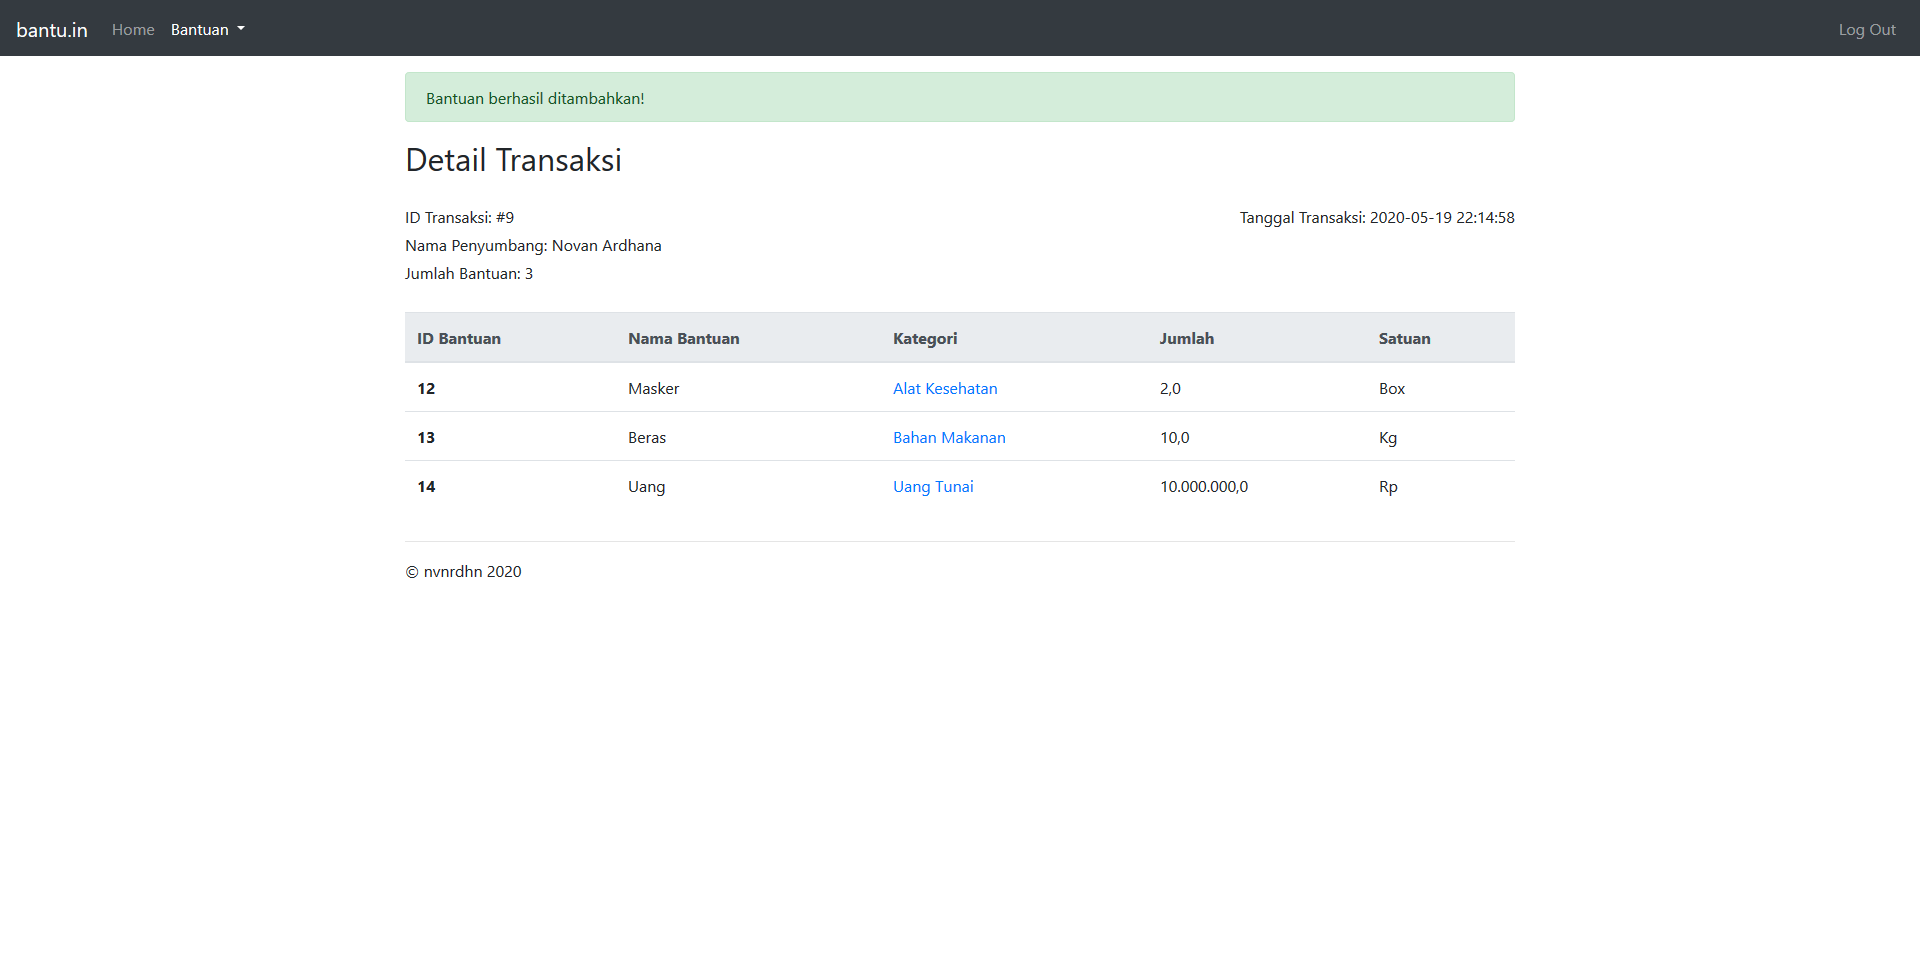 bantu.in Home Bantuan Log Out
Bantuan berhasil ditambahkan!
Detail Transaksi
ID Transaksi: #9 Tanggal Transaksi: 2020-05-19 22:14:58
Nama Penyumbang: Novan Ardhana
Jumlah Bantuan: 3
ID Bantuan Nama Bantuan Kategori Jumlah Satuan
12 Masker Alat Kesehatan 2,0 Box
13 Beras Bahan Makanan 10,0 Kg
14 Uang Uang Tunai 10.000.000,0 Rp
© nvnrdhn 2020